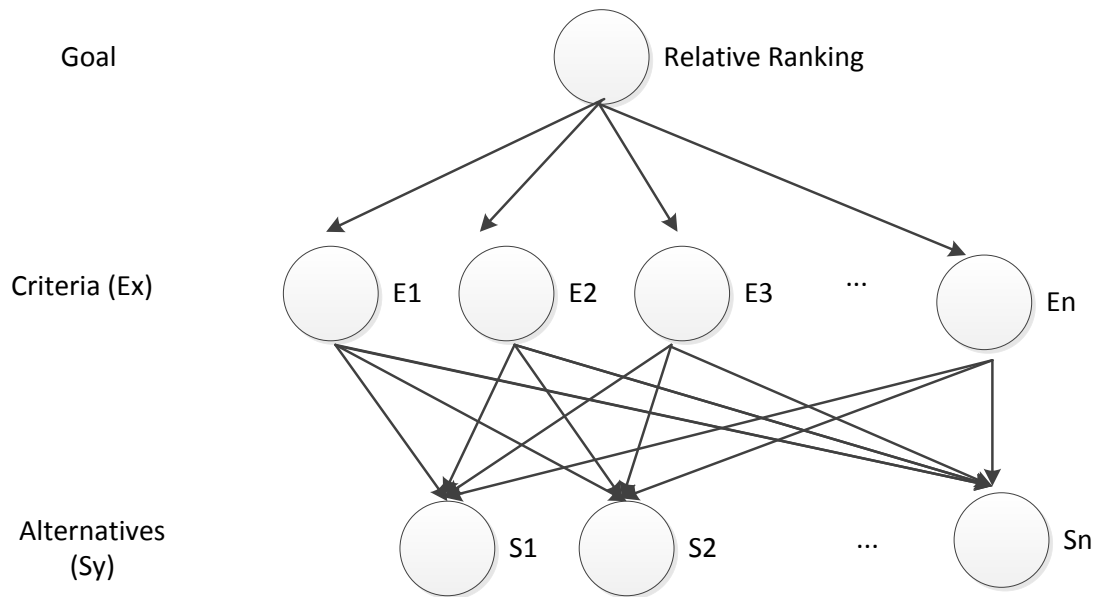 Goal
Relative Ranking
Criteria (Ex)
E1
E2
E3
...
En
Alternatives
(Sy)
S1
S2
...
Sn